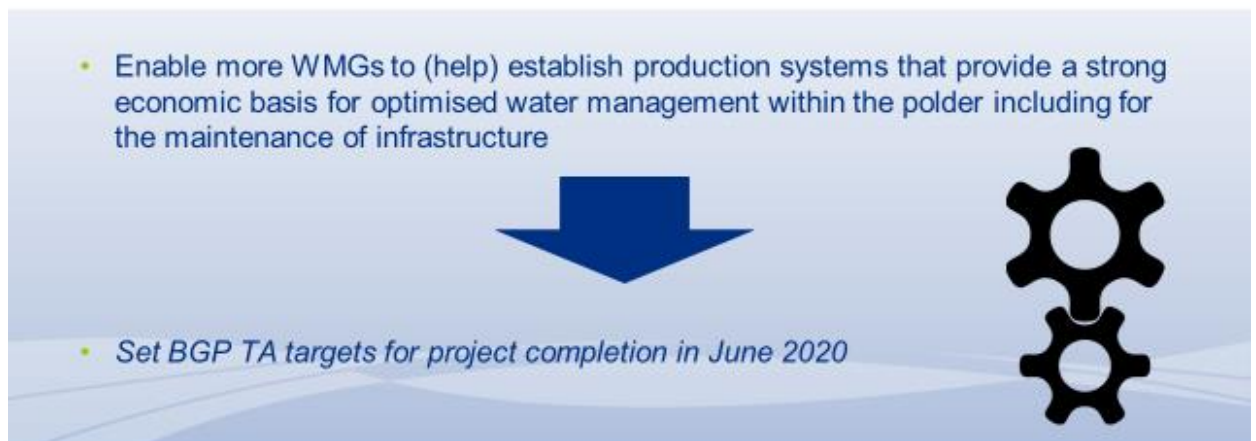 • Enable more WMGs to (help) establish production systems that provide a strong
economic basis for optimised water management within the polder including for
the maintenance of infrastructure
• Set BGP TA targets for project completion in June 2020